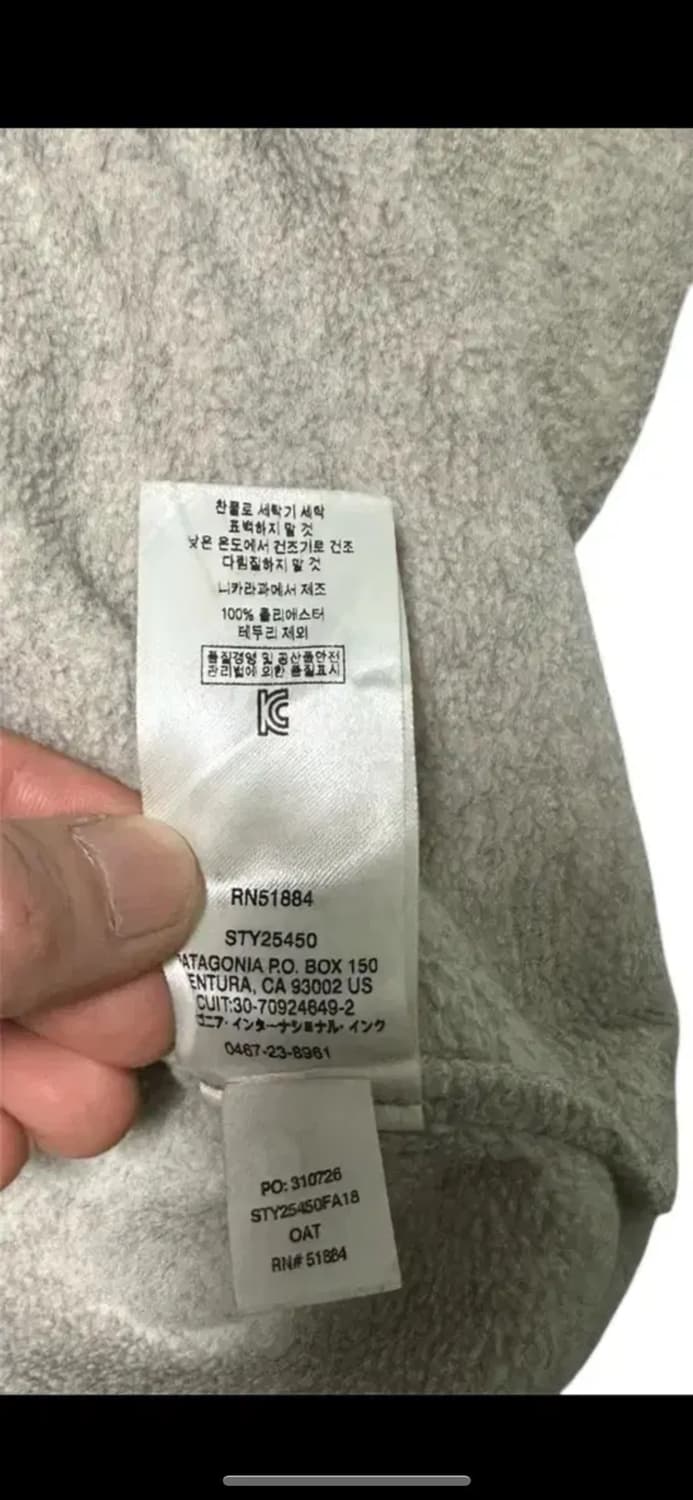 찬물로 세탁기 세탁
표백하지 말 것
낮은 온도에서 건조기로 건조
다림질하지 말 것
니카라과에서 제조
100% 폴리에스터
테두리 제외
품질경영 및 공산품안전
관리법에 의한 품질표시
KC
RN51884
STY25450
PATAGONIA P.O. BOX 150
ENTURA, CA 93002 US
CUIT:30-70924849-2
ゴニア・インターナショナル・インク
0467-23-8961
PO: 310726
STY25450FA18
OAT
RN# 51884